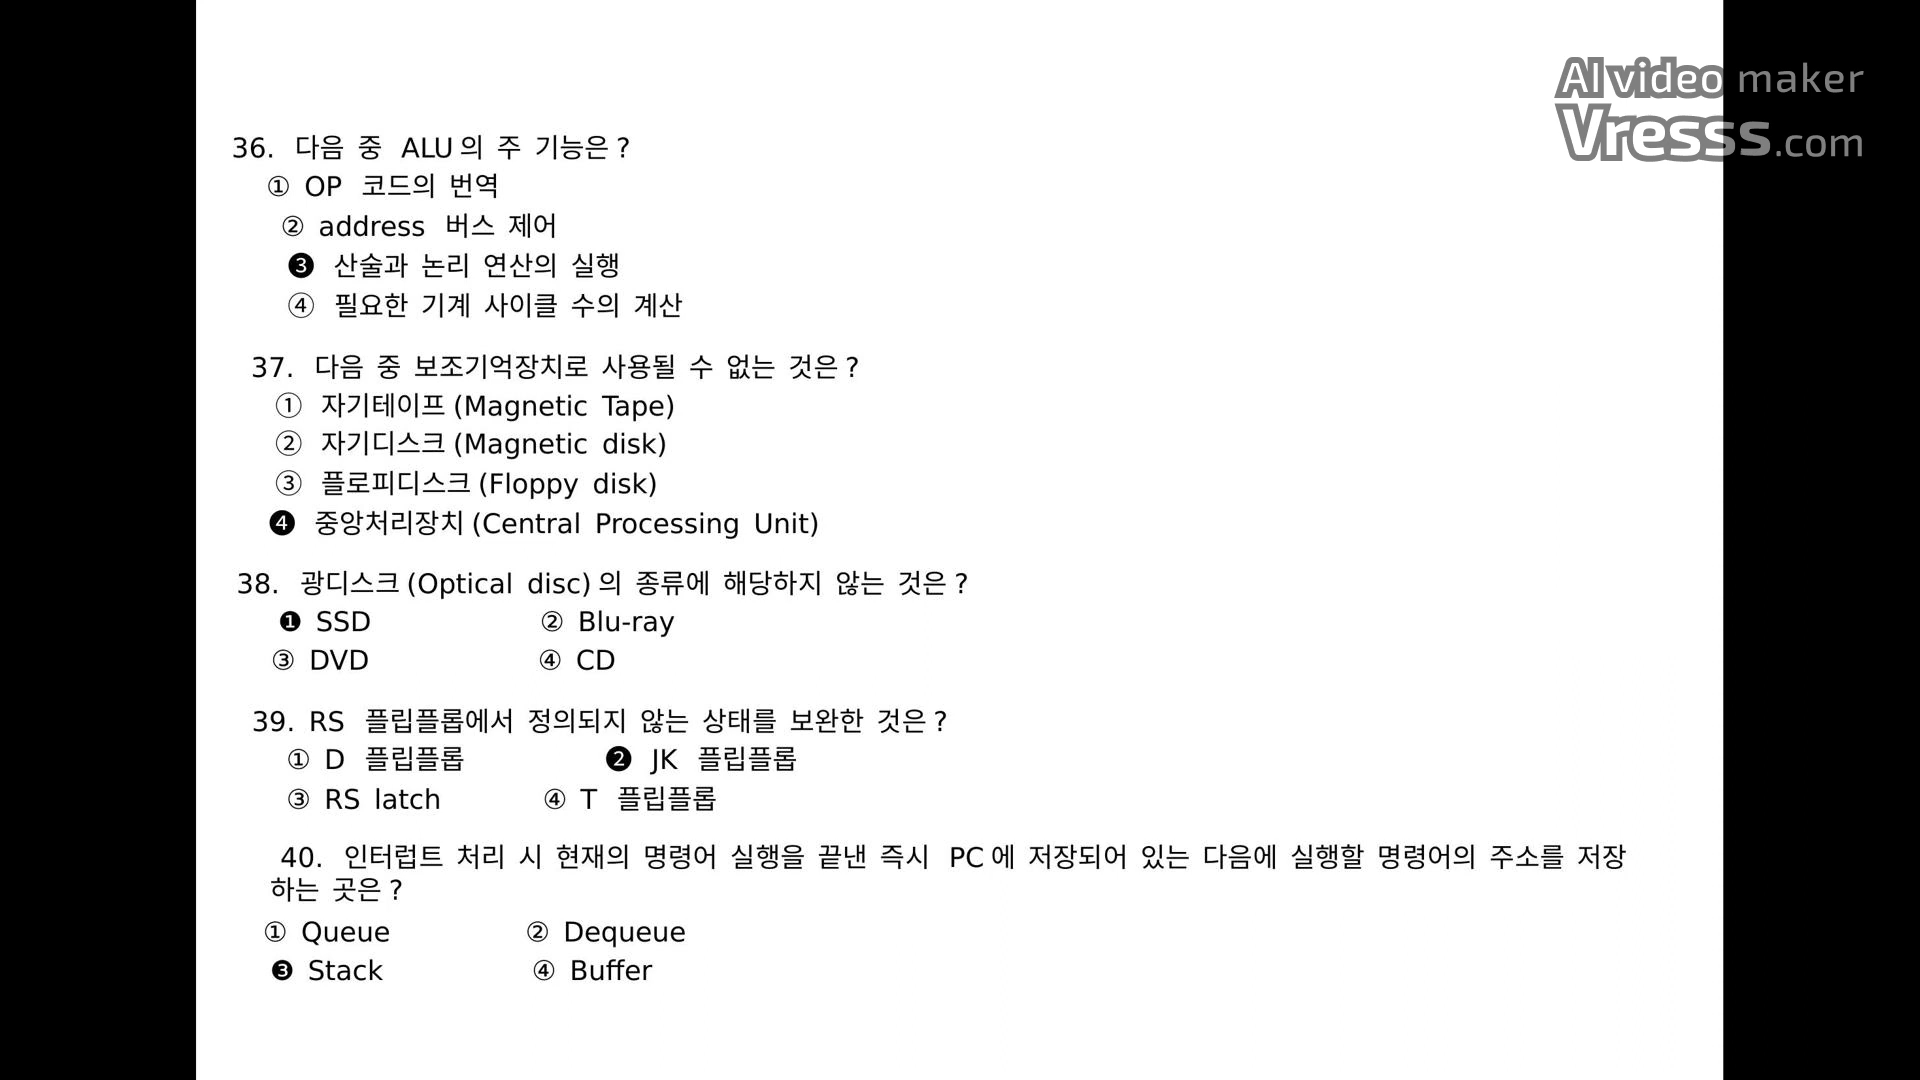 AI video maker
Vresss.com
36. 다음 중 ALU의 주 기능은?
① OP 코드의 번역
② address 버스 제어
❸ 산술과 논리 연산의 실행
④ 필요한 기계 사이클 수의 계산
37. 다음 중 보조기억장치로 사용될 수 없는 것은?
① 자기테이프(Magnetic Tape)
② 자기디스크(Magnetic disk)
③ 플로피디스크(Floppy disk)
❹ 중앙처리장치(Central Processing Unit)
38. 광디스크(Optical disc)의 종류에 해당하지 않는 것은?
❶ SSD ② Blu-ray
③ DVD ④ CD
39. RS 플립플롭에서 정의되지 않는 상태를 보완한 것은?
① D 플립플롭 ❷ JK 플립플롭
③ RS latch ④ T 플립플롭
40. 인터럽트 처리 시 현재의 명령어 실행을 끝낸 즉시 PC에 저장되어 있는 다음에 실행할 명령어의 주소를 저장
하는 곳은?
① Queue ② Dequeue
❸ Stack ④ Buffer